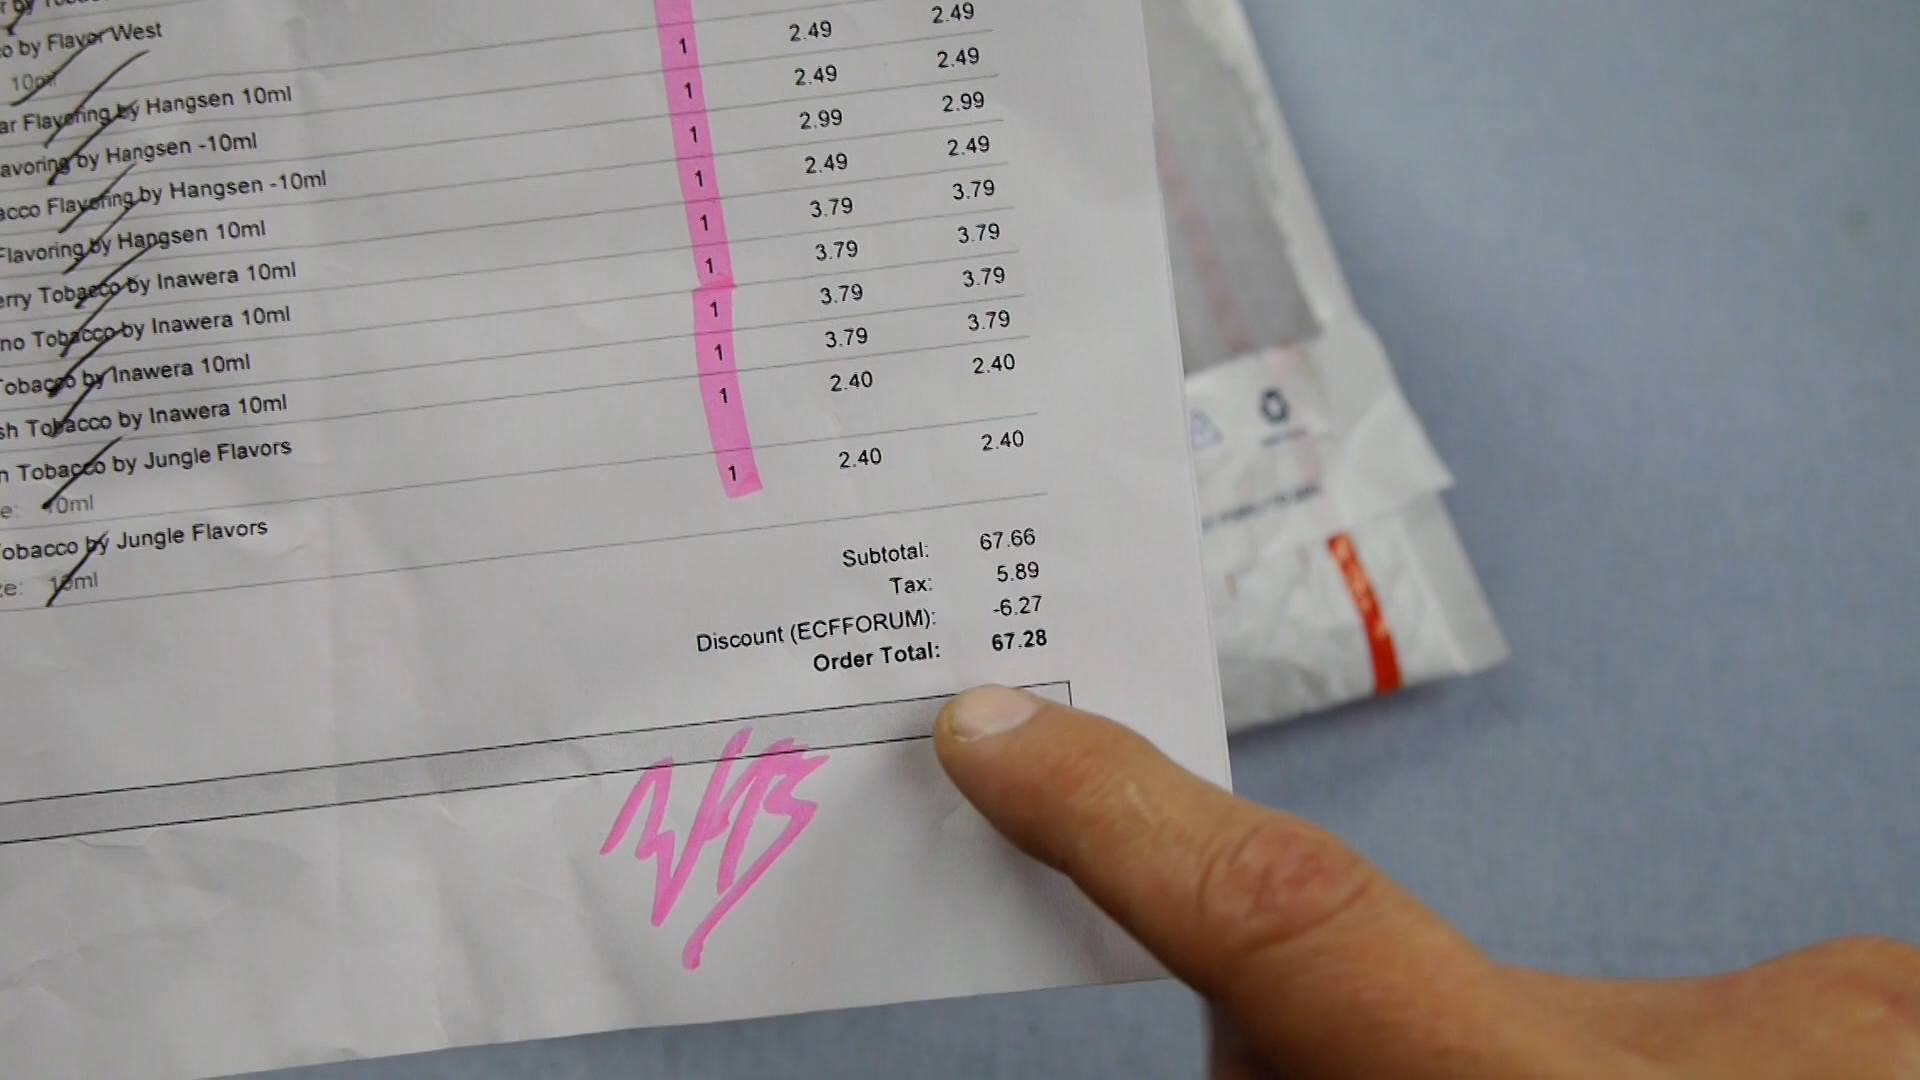 by
o by Flavor West 1 2.49 2.49
10ml
ar Flavoring by Hangsen 10ml 1 2.49 2.49
avoring by Hangsen -10ml 1 2.99 2.99
acco Flavoring by Hangsen -10ml 1 2.49 2.49
Flavoring by Hangsen 10ml 1 3.79 3.79
erry Tobacco by Inawera 10ml 1 3.79 3.79
no Tobacco by Inawera 10ml 1 3.79 3.79
Tobacco by Inawera 10ml 1 3.79 3.79
sh Tobacco by Inawera 10ml 1 2.40 2.40
n Tobacco by Jungle Flavors 1 2.40 2.40
e: 10ml
obacco by Jungle Flavors
ze: 10ml
Subtotal: 67.66
Tax: 5.89
Discount (ECFFORUM): -6.27
Order Total: 67.28